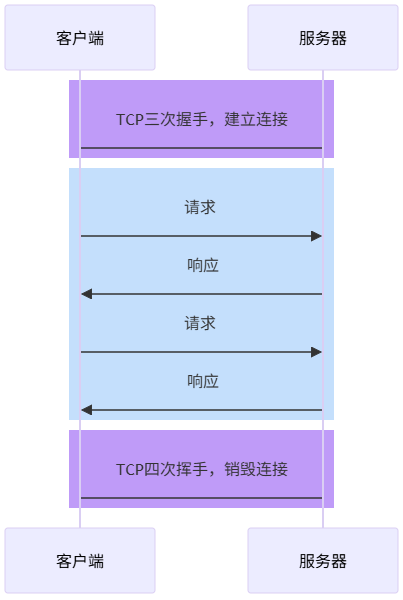 客户端
服务器
TCP三次握手，建立连接
请求
响应
请求
响应
TCP四次挥手，销毁连接
客户端
服务器